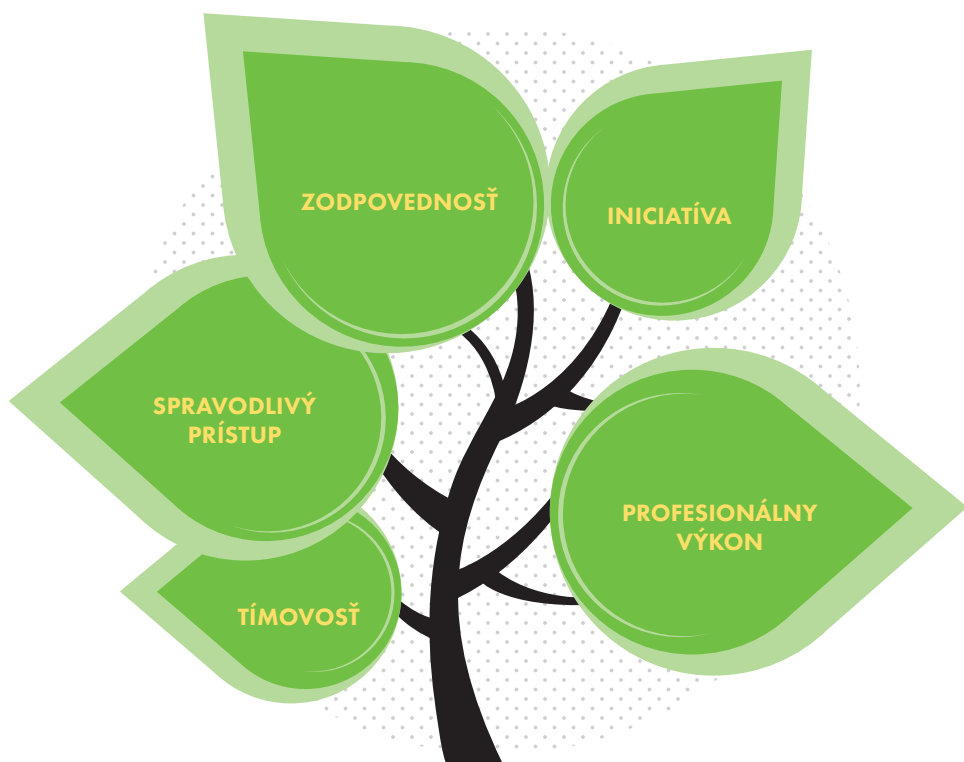 ZODPOVEDNOSŤ
INICIATÍVA
SPRAVODLIVÝ
PRÍSTUP
PROFESIONÁLNY
VÝKON
TÍMOVOSŤ